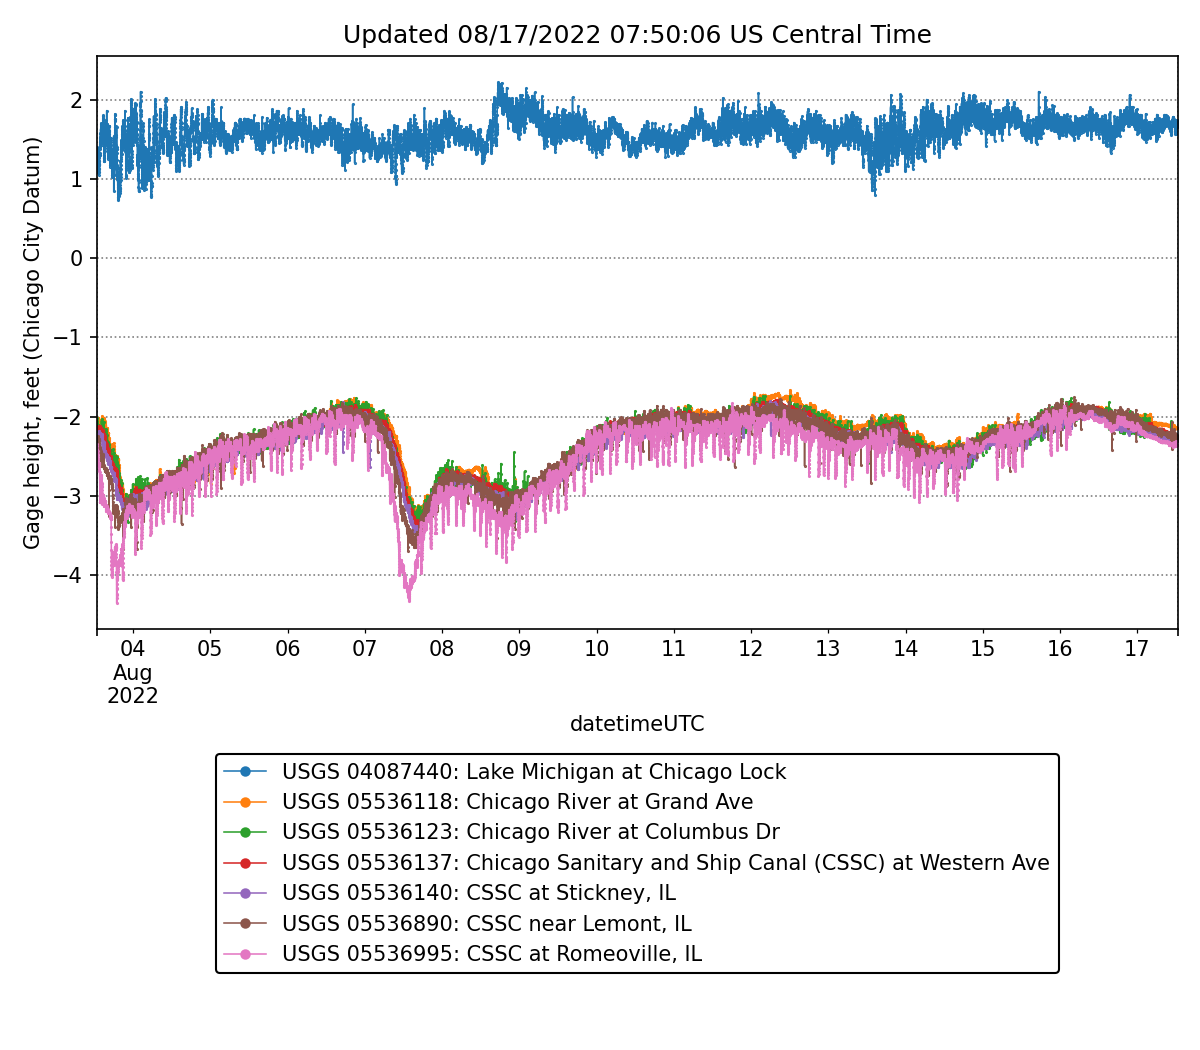 Updated 08/17/2022 07:50:06 US Central Time
Gage height, feet (Chicago City Datum)
2
1
0
−1
−2
−3
−4
04 05 06 07 08 09 10 11 12 13 14 15 16 17
Aug
2022
datetimeUTC
USGS 04087440: Lake Michigan at Chicago Lock
USGS 05536118: Chicago River at Grand Ave
USGS 05536123: Chicago River at Columbus Dr
USGS 05536137: Chicago Sanitary and Ship Canal (CSSC) at Western Ave
USGS 05536140: CSSC at Stickney, IL
USGS 05536890: CSSC near Lemont, IL
USGS 05536995: CSSC at Romeoville, IL